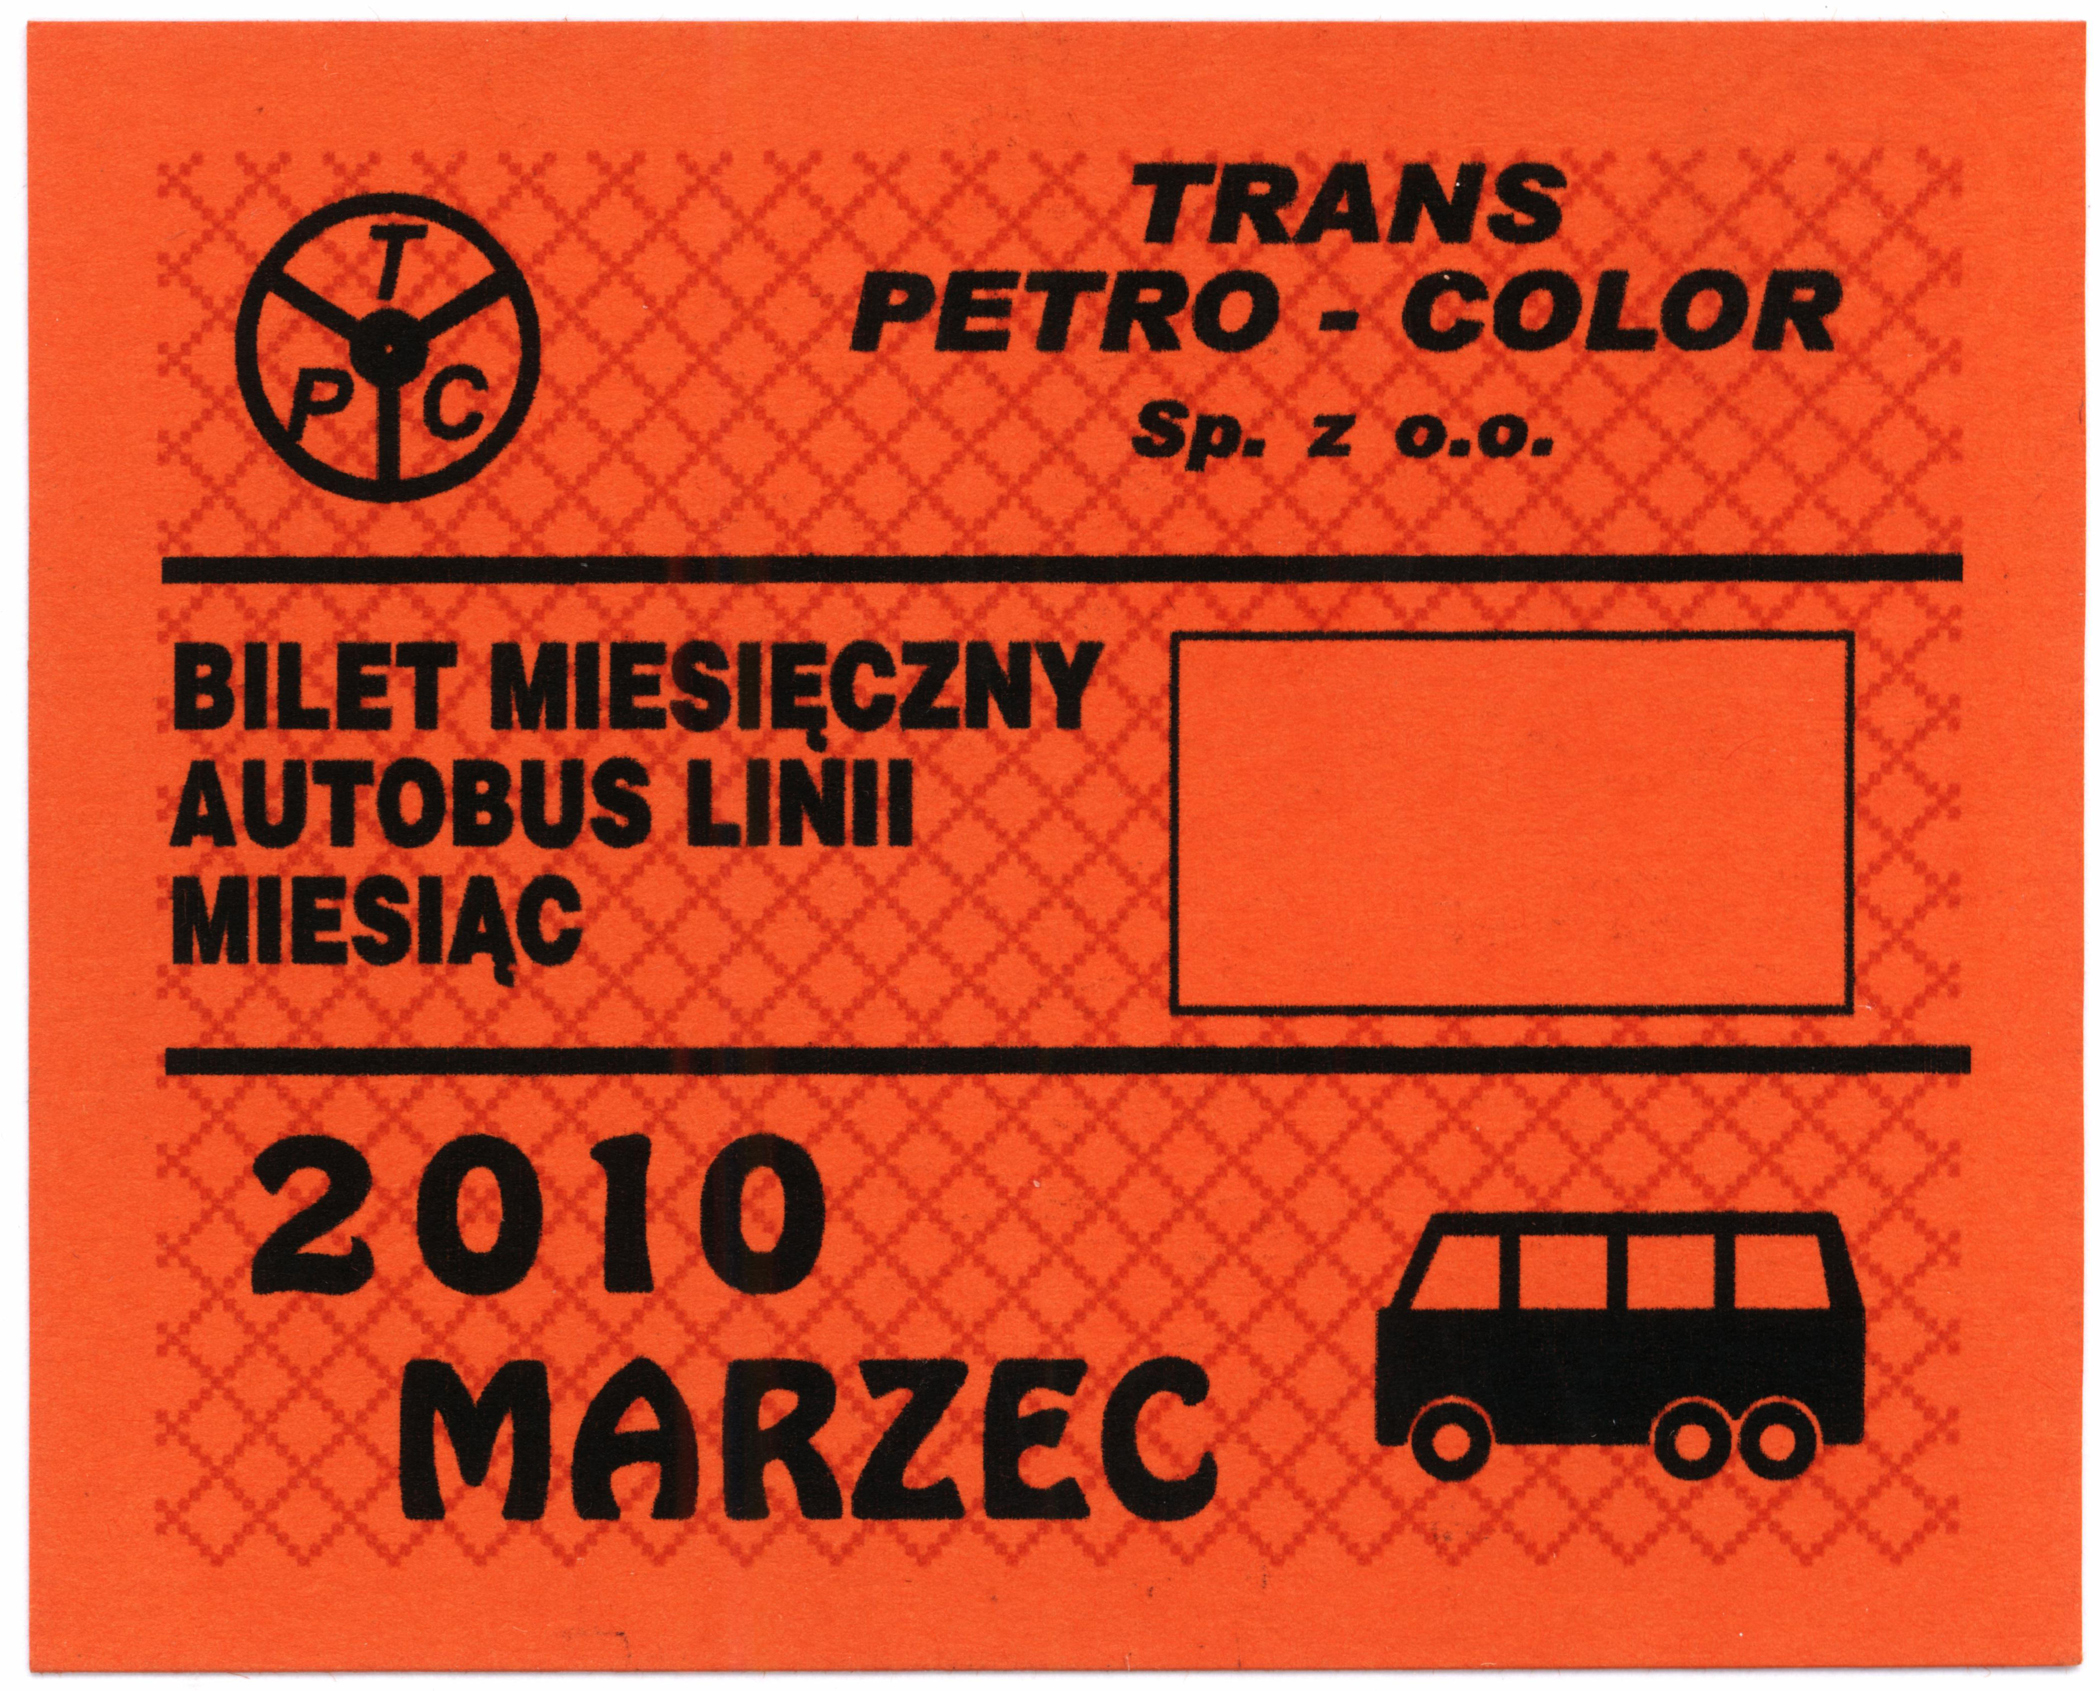 T
P C
TRANS
PETRO - COLOR
Sp. z o.o.
BILET MIESIĘCZNY
AUTOBUS LINII
MIESIĄC
2010
MARZEC